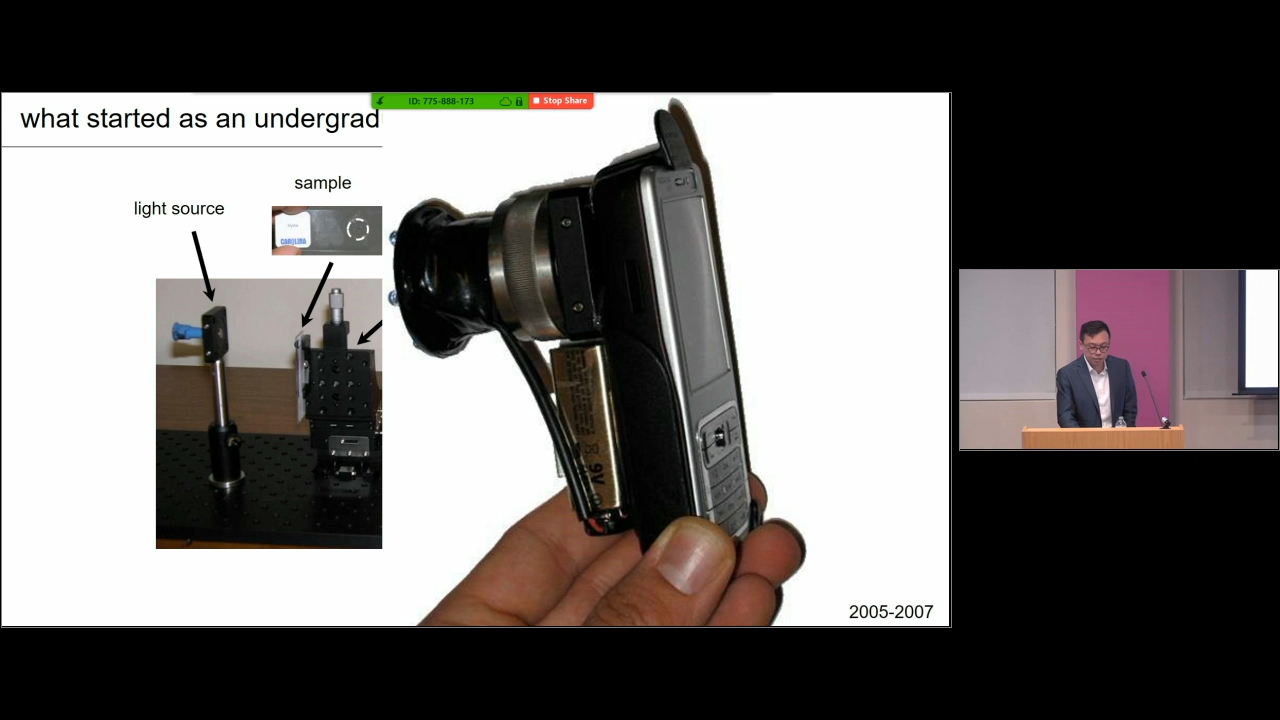 what started as an undergrad
ID: 775-888-173
Stop Share
sample
light source
CAROLINA
9V
2005-2007